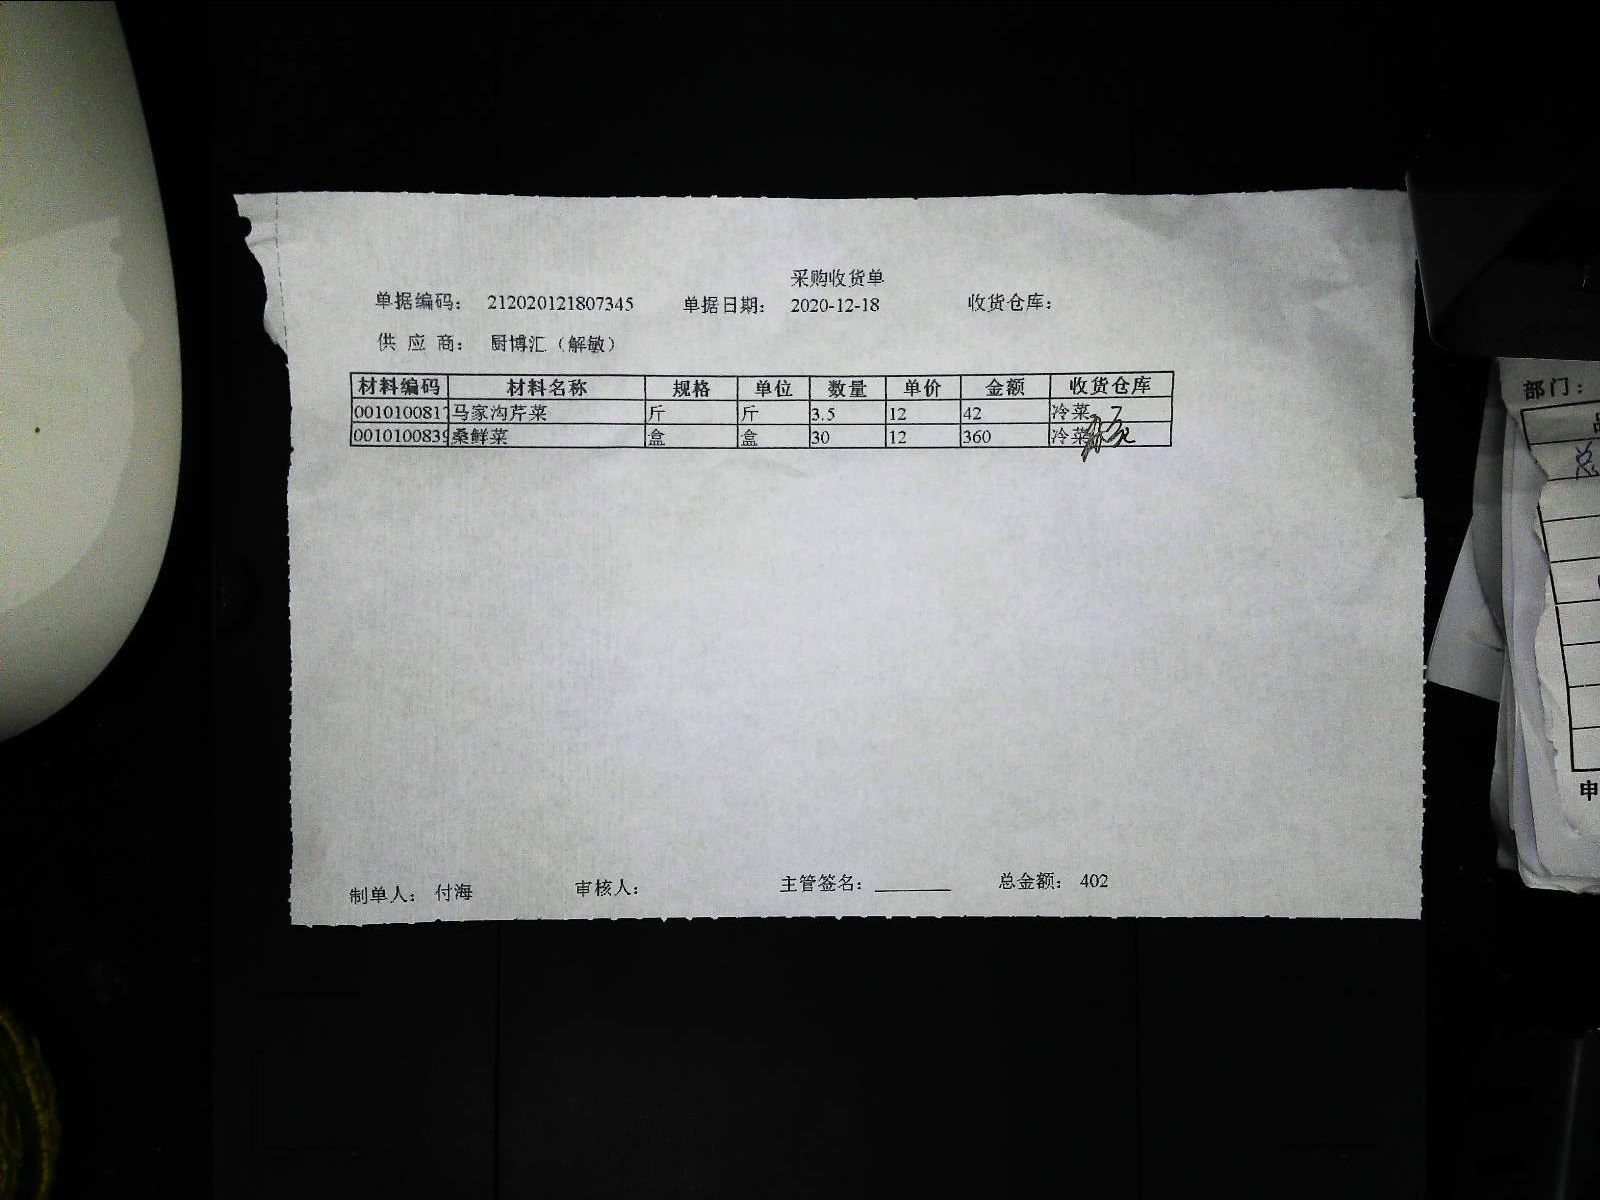 采购收货单
单据编码: 212020121807345 单据日期: 2020-12-18 收货仓库:
供 应 商: 厨博汇（解敏）
材料编码 材料名称 规格 单位 数量 单价 金额 收货仓库
001010081 马家沟芹菜 斤 斤 3.5 12 42 冷菜
001010083 桑鲜菜 盒 盒 30 12 360 冷菜
制单人: 付海 审核人: 主管签名: 总金额: 402
部门:
申